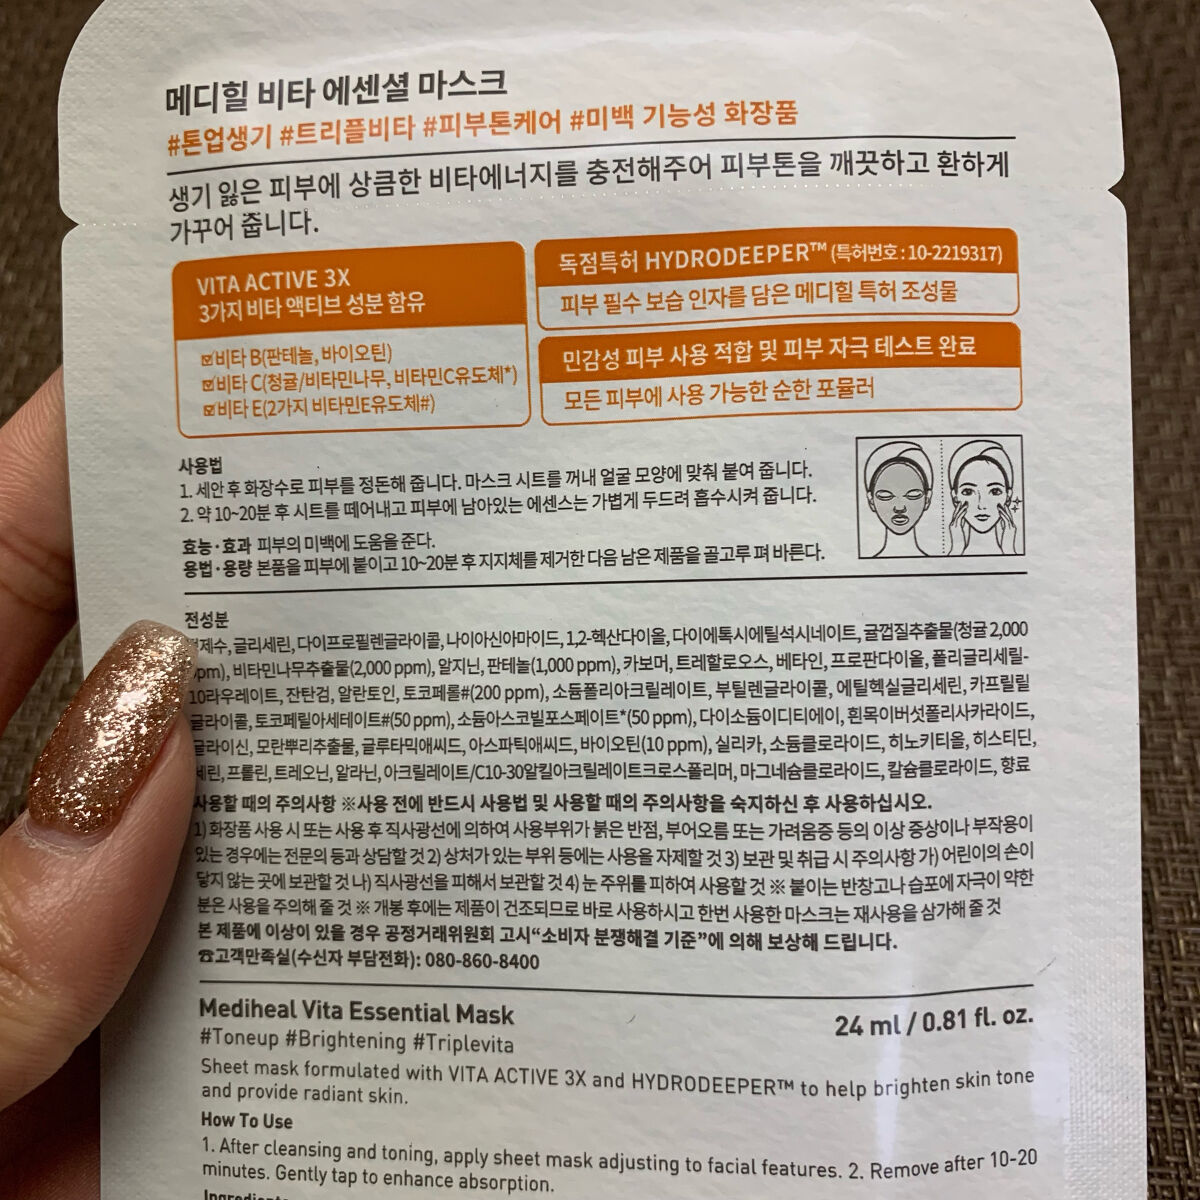 메디힐 비타 에센셜 마스크
#톤업생기 #트리플비타 #피부톤케어 #미백 기능성 화장품
생기 잃은 피부에 상큼한 비타에너지를 충전해주어 피부톤을 깨끗하고 환하게
가꾸어 줍니다.
VITA ACTIVE 3X
3가지 비타 액티브 성분 함유
비타 B(판테놀, 바이오틴)
비타 C(청귤/비타민나무, 비타민C유도체*)
비타 E(2가지 비타민E유도체#)
독점특허 HYDRODEEPER™ (특허번호 : 10-2219317)
피부 필수 보습 인자를 담은 메디힐 특허 조성물
민감성 피부 사용 적합 및 피부 자극 테스트 완료
모든 피부에 사용 가능한 순한 포뮬러
사용법
1. 세안 후 화장수로 피부를 정돈해 줍니다. 마스크 시트를 꺼내 얼굴 모양에 맞춰 붙여 줍니다.
2. 약 10~20분 후 시트를 떼어내고 피부에 남아있는 에센스는 가볍게 두드려 흡수시켜 줍니다.
효능·효과 피부의 미백에 도움을 준다.
용법·용량 본품을 피부에 붙이고 10~20분 후 지지체를 제거한 다음 남은 제품을 골고루 펴 바른다.
전성분
제수, 글리세린, 다이프로필렌글라이콜, 나이아신아마이드, 1,2-헥산다이올, 다이에톡시에틸석시네이트, 귤껍질추출물(청귤 2,000
ppm), 비타민나무추출물(2,000 ppm), 알지닌, 판테놀(1,000 ppm), 카보머, 트레할로오스, 베타인, 프로판다이올, 폴리글리세릴-
10라우레이트, 잔탄검, 알란토인, 토코페롤#(200 ppm), 소듐폴리아크릴레이트, 부틸렌글라이콜, 에틸헥실글리세린, 카프릴릴
글라이콜, 토코페릴아세테이트#(50 ppm), 소듐아스코빌포스페이트*(50 ppm), 다이소듐이디티에이, 흰목이버섯폴리사카라이드,
글라이신, 모란뿌리추출물, 글루타믹애씨드, 아스파틱애씨드, 바이오틴(10 ppm), 실리카, 소듐클로라이드, 히노키티올, 히스티딘,
세린, 프롤린, 트레오닌, 알라닌, 아크릴레이트/C10-30알킬아크릴레이트크로스폴리머, 마그네슘클로라이드, 칼슘클로라이드, 향료
사용할 때의 주의사항 ※사용 전에 반드시 사용법 및 사용할 때의 주의사항을 숙지하신 후 사용하십시오.
1) 화장품 사용 시 또는 사용 후 직사광선에 의하여 사용부위가 붉은 반점, 부어오름 또는 가려움증 등의 이상 증상이나 부작용이
있는 경우에는 전문의 등과 상담할 것 2) 상처가 있는 부위 등에는 사용을 자제할 것 3) 보관 및 취급 시 주의사항 가) 어린이의 손이
닿지 않는 곳에 보관할 것 나) 직사광선을 피해서 보관할 것 4) 눈 주위를 피하여 사용할 것 ※ 붙이는 반창고나 습포에 자극이 약한
분은 사용을 주의해 줄 것 ※ 개봉 후에는 제품이 건조되므로 바로 사용하시고 한번 사용한 마스크는 재사용을 삼가해 줄 것
본 제품에 이상이 있을 경우 공정거래위원회 고시“소비자 분쟁해결 기준”에 의해 보상해 드립니다.
☎고객만족실(수신자 부담전화): 080-860-8400
Mediheal Vita Essential Mask
24 ml / 0.81 fl. oz.
#Toneup #Brightening #Triplevita
Sheet mask formulated with VITA ACTIVE 3X and HYDRODEEPER™ to help brighten skin tone
and provide radiant skin.
How To Use
1. After cleansing and toning, apply sheet mask adjusting to facial features. 2. Remove after 10-20
minutes. Gently tap to enhance absorption.